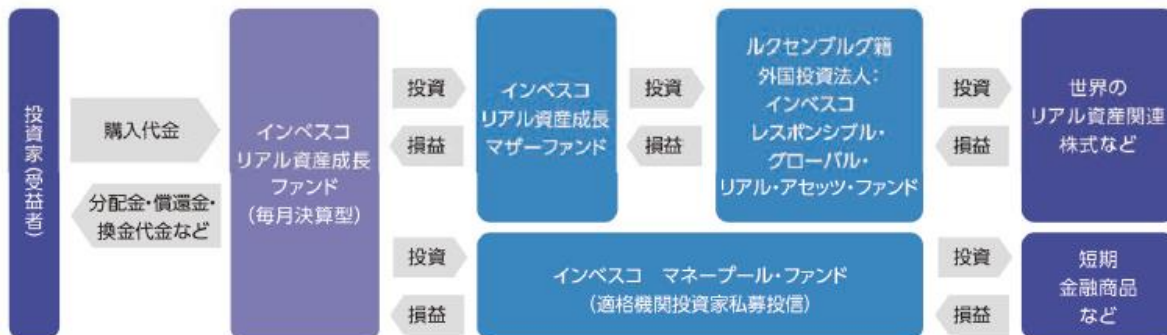 投資家(受益者)
購入代金
分配金・償還金・
換金代金など
インベスコ
リアル資産成長
ファンド
(毎月決算型)
投資
損益
インベスコ
リアル資産成長
マザーファンド
投資
損益
ルクセンブルグ籍
外国投資法人:
インベスコ
レスポンシブル・
グローバル・
リアル・アセッツ・ファンド
投資
損益
世界の
リアル資産関連
株式など
投資
損益
インベスコ　マネープール・ファンド
(適格機関投資家私募投信)
投資
損益
短期
金融商品
など